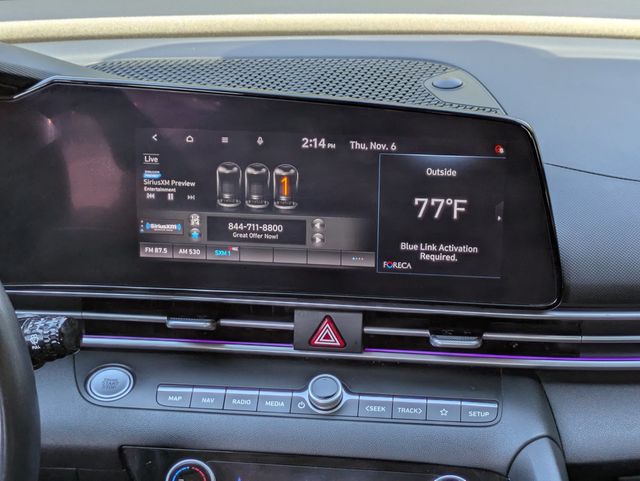 2:14 PM Thu, Nov. 6
Live
SiriusXM Preview
Entertainment
1
SiriusXM
844-711-8800
Great Offer Now!
FM 87.5 AM 530 SXM 1
Outside
77°F
Blue Link Activation
Required.
FORECA
MAP NAV RADIO MEDIA <SEEK TRACK> SETUP